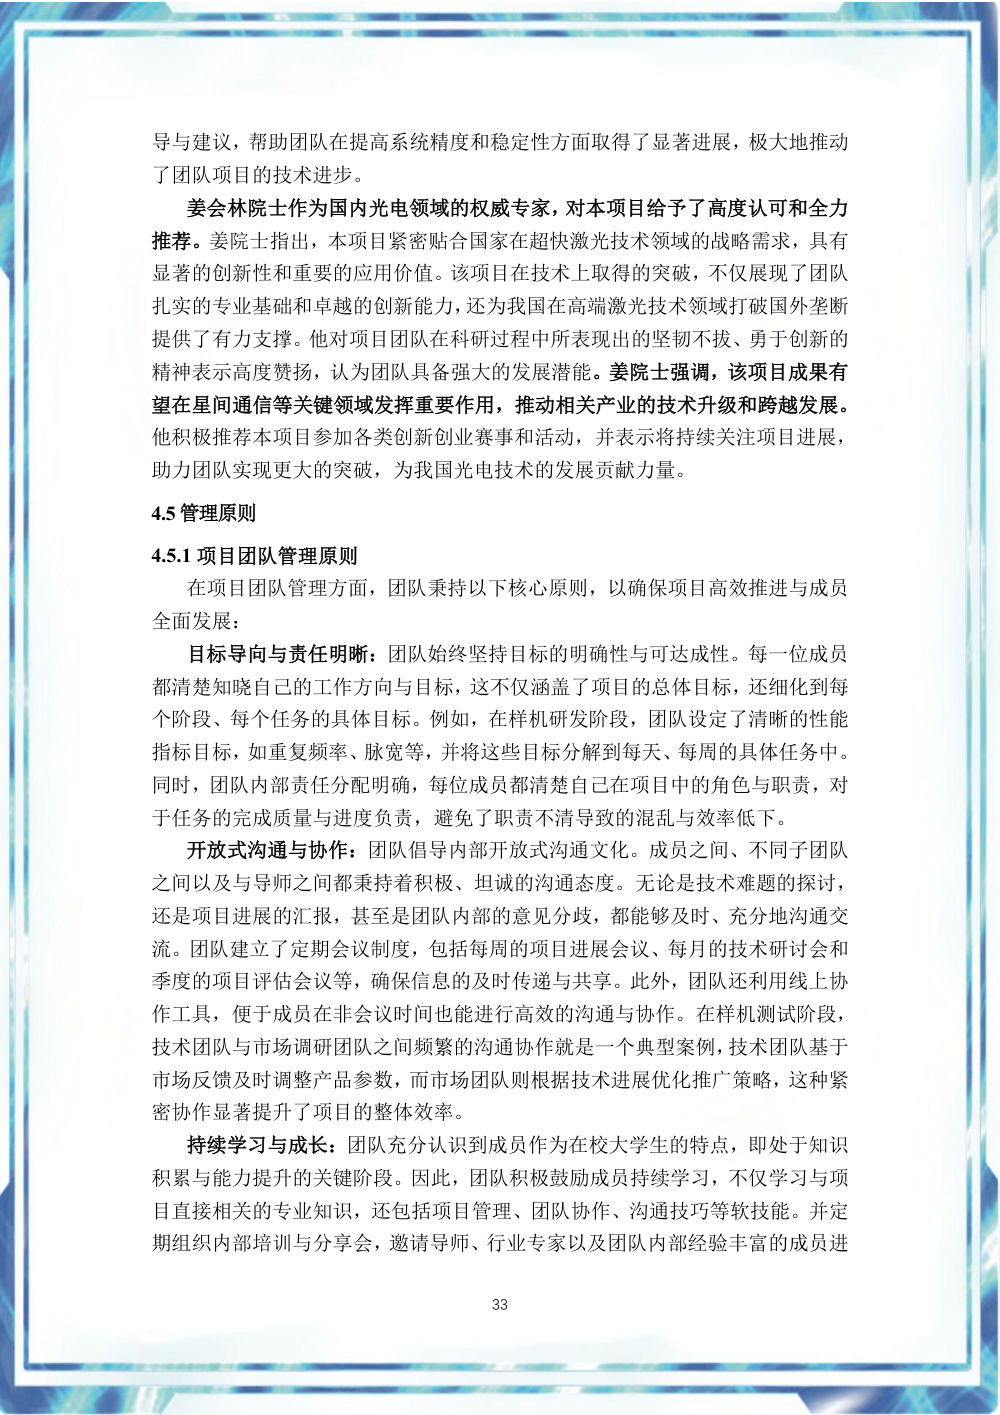 导与建议，帮助团队在提高系统精度和稳定性方面取得了显著进展，极大地推动
了团队项目的技术进步。
姜会林院士作为国内光电领域的权威专家，对本项目给予了高度认可和全力
推荐。姜院士指出，本项目紧密贴合国家在超快激光技术领域的战略需求，具有
显著的创新性和重要的应用价值。该项目在技术上取得的突破，不仅展现了团队
扎实的专业基础和卓越的创新能力，还为我国在高端激光技术领域打破国外垄断
提供了有力支撑。他对项目团队在科研过程中所表现出的坚韧不拔、勇于创新的
精神表示高度赞扬，认为团队具备强大的发展潜能。姜院士强调，该项目成果有
望在星间通信等关键领域发挥重要作用，推动相关产业的技术升级和跨越发展。
他积极推荐本项目参加各类创新创业赛事和活动，并表示将持续关注项目进展，
助力团队实现更大的突破，为我国光电技术的发展贡献力量。
4.5 管理原则
4.5.1 项目团队管理原则
在项目团队管理方面，团队秉持以下核心原则，以确保项目高效推进与成员
全面发展：
目标导向与责任明晰：团队始终坚持目标的明确性与可达成性。每一位成员
都清楚知晓自己的工作方向与目标，这不仅涵盖了项目的总体目标，还细化到每
个阶段、每个任务的具体目标。例如，在样机研发阶段，团队设定了清晰的性能
指标目标，如重复频率、脉宽等，并将这些目标分解到每天、每周的具体任务中。
同时，团队内部责任分配明确，每位成员都清楚自己在项目中的角色与职责，对
于任务的完成质量与进度负责，避免了职责不清导致的混乱与效率低下。
开放式沟通与协作：团队倡导内部开放式沟通文化。成员之间、不同子团队
之间以及与导师之间都秉持着积极、坦诚的沟通态度。无论是技术难题的探讨，
还是项目进展的汇报，甚至是团队内部的意见分歧，都能够及时、充分地沟通交
流。团队建立了定期会议制度，包括每周的项目进展会议、每月的技术研讨会和
季度的项目评估会议等，确保信息的及时传递与共享。此外，团队还利用线上协
作工具，便于成员在非会议时间也能进行高效的沟通与协作。在样机测试阶段，
技术团队与市场调研团队之间频繁的沟通协作就是一个典型案例，技术团队基于
市场反馈及时调整产品参数，而市场团队则根据技术进展优化推广策略，这种紧
密协作显著提升了项目的整体效率。
持续学习与成长：团队充分认识到成员作为在校大学生的特点，即处于知识
积累与能力提升的关键阶段。因此，团队积极鼓励成员持续学习，不仅学习与项
目直接相关的专业知识，还包括项目管理、团队协作、沟通技巧等软技能。并定
期组织内部培训与分享会，邀请导师、行业专家以及团队内部经验丰富的成员进
33